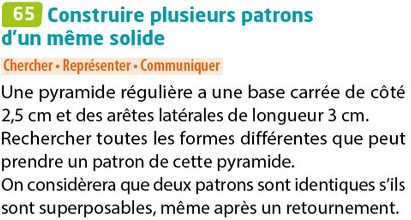 65 Construire plusieurs patrons
d'un même solide
Chercher • Représenter • Communiquer
Une pyramide régulière a une base carrée de côté
2,5 cm et des arêtes latérales de longueur 3 cm.
Rechercher toutes les formes différentes que peut
prendre un patron de cette pyramide.
On considèrera que deux patrons sont identiques s'ils
sont superposables, même après un retournement.